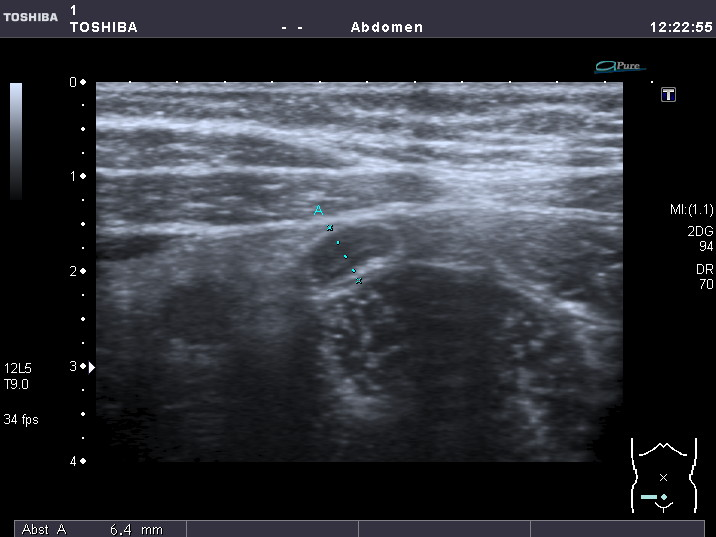 TOSHIBA
1
TOSHIBA - - Abdomen 12:22:55
aPure
T
0
1
2
3
4
A
MI:(1.1)
2DG
94
DR
70
12L5
T9.0
34 fps
Abst A 6.4 mm